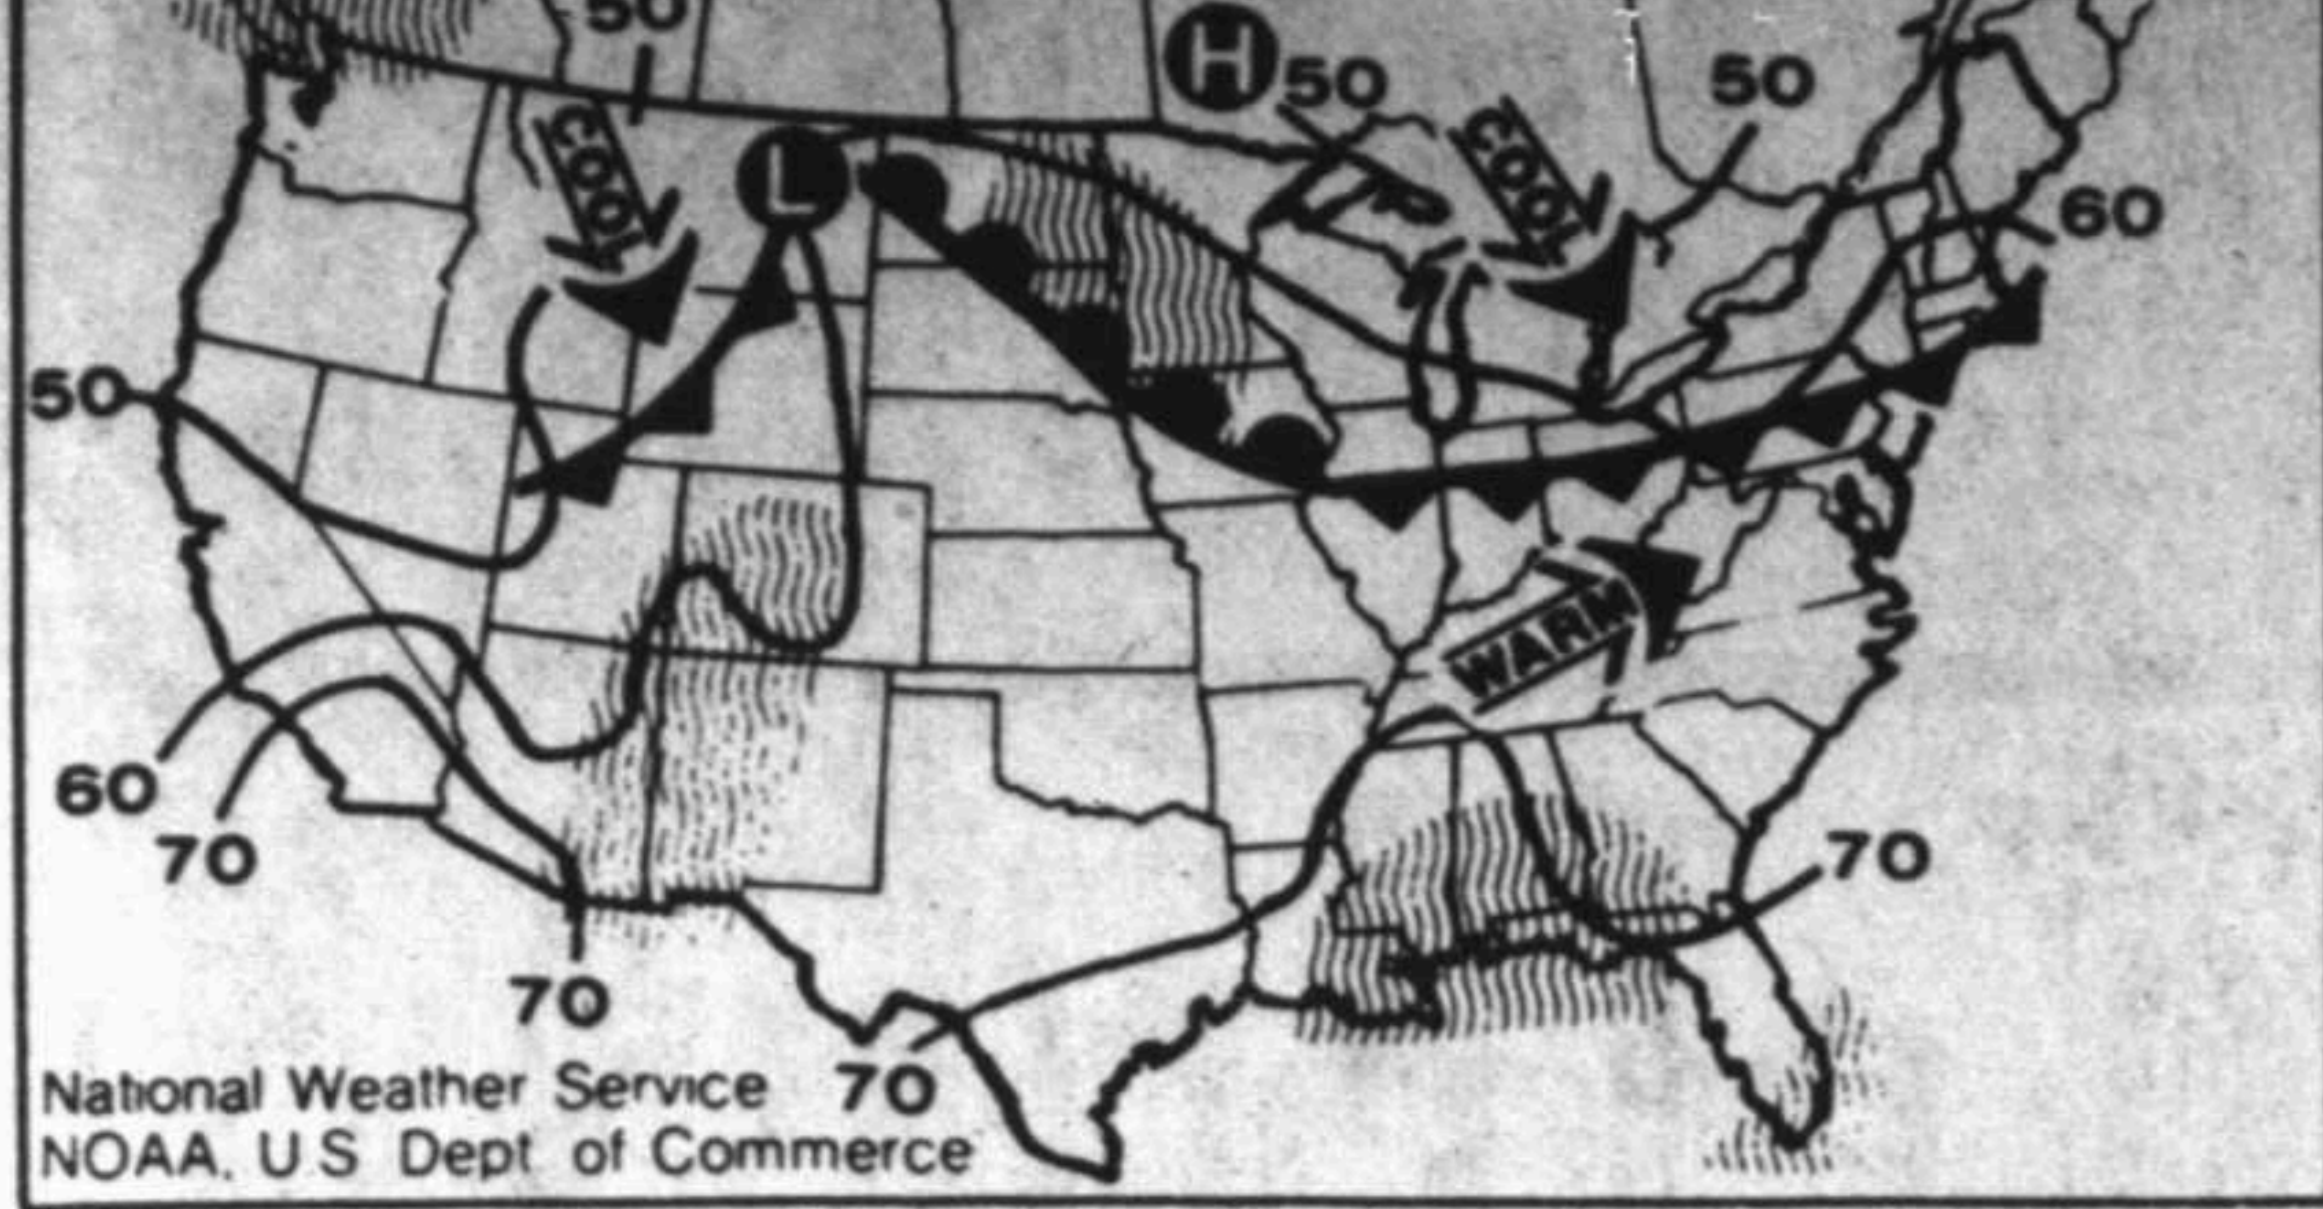 50
H 50
50
COOL
COOL
L
60
50
WARM
60
70
70
70
National Weather Service 70
NOAA. U S Dept of Commerce